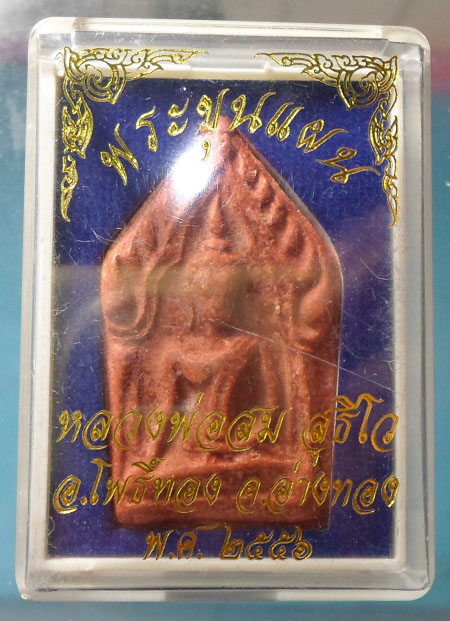 พระขุนแผน
หลวงพ่อสม สุธีโว
อ.โพธิ์ทอง จ.อ่างทอง
พ.ศ. ๒๕๕๖